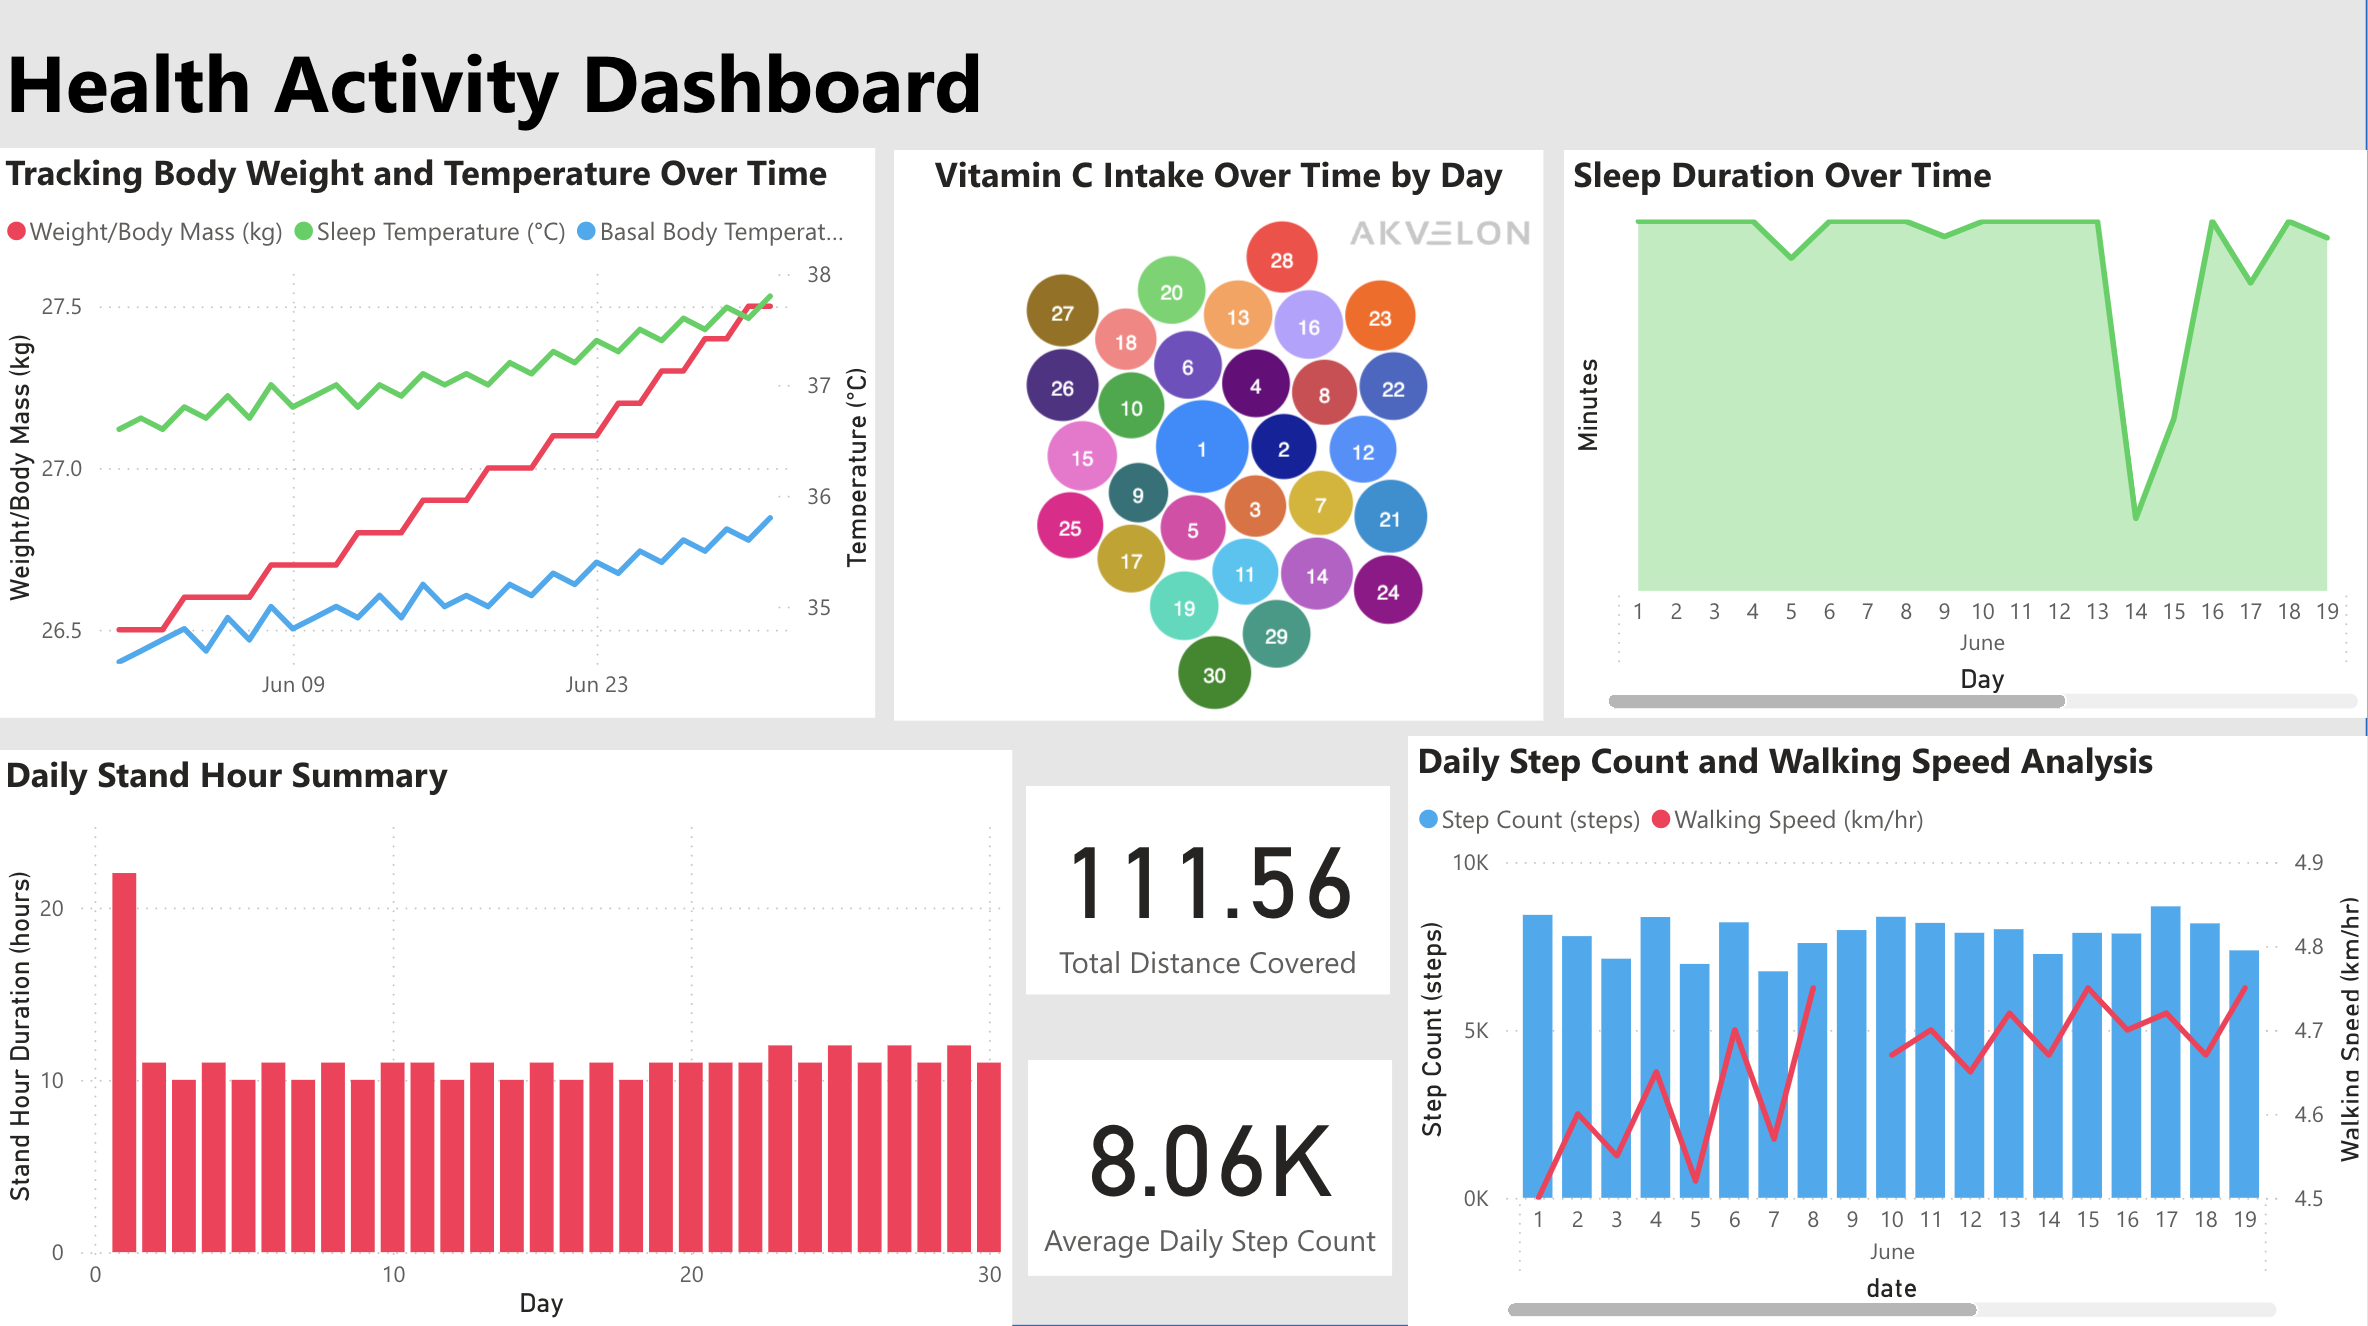 Health Activity Dashboard
Tracking Body Weight and Temperature Over Time
Weight/Body Mass (kg) Sleep Temperature (°C) Basal Body Temperat...
Weight/Body Mass (kg)
27.5
27.0
26.5
38
37
36
35
Temperature (°C)
Jun 09 Jun 23
Vitamin C Intake Over Time by Day
AKVELON
28
20
27
13
23
16
18
6
4
26
22
8
10
1
2
12
15
9
7
3
21
25
5
17
11
14
24
19
29
30
Sleep Duration Over Time
Minutes
1 2 3 4 5 6 7 8 9 10 11 12 13 14 15 16 17 18 19
June
Day
Daily Stand Hour Summary
Stand Hour Duration (hours)
20
10
0
0 10 20 30
Day
111.56
Total Distance Covered
8.06K
Average Daily Step Count
Daily Step Count and Walking Speed Analysis
Step Count (steps) Walking Speed (km/hr)
Step Count (steps)
10K
5K
0K
4.9
4.8
4.7
4.6
4.5
Walking Speed (km/hr)
1 2 3 4 5 6 7 8 9 10 11 12 13 14 15 16 17 18 19
June
date